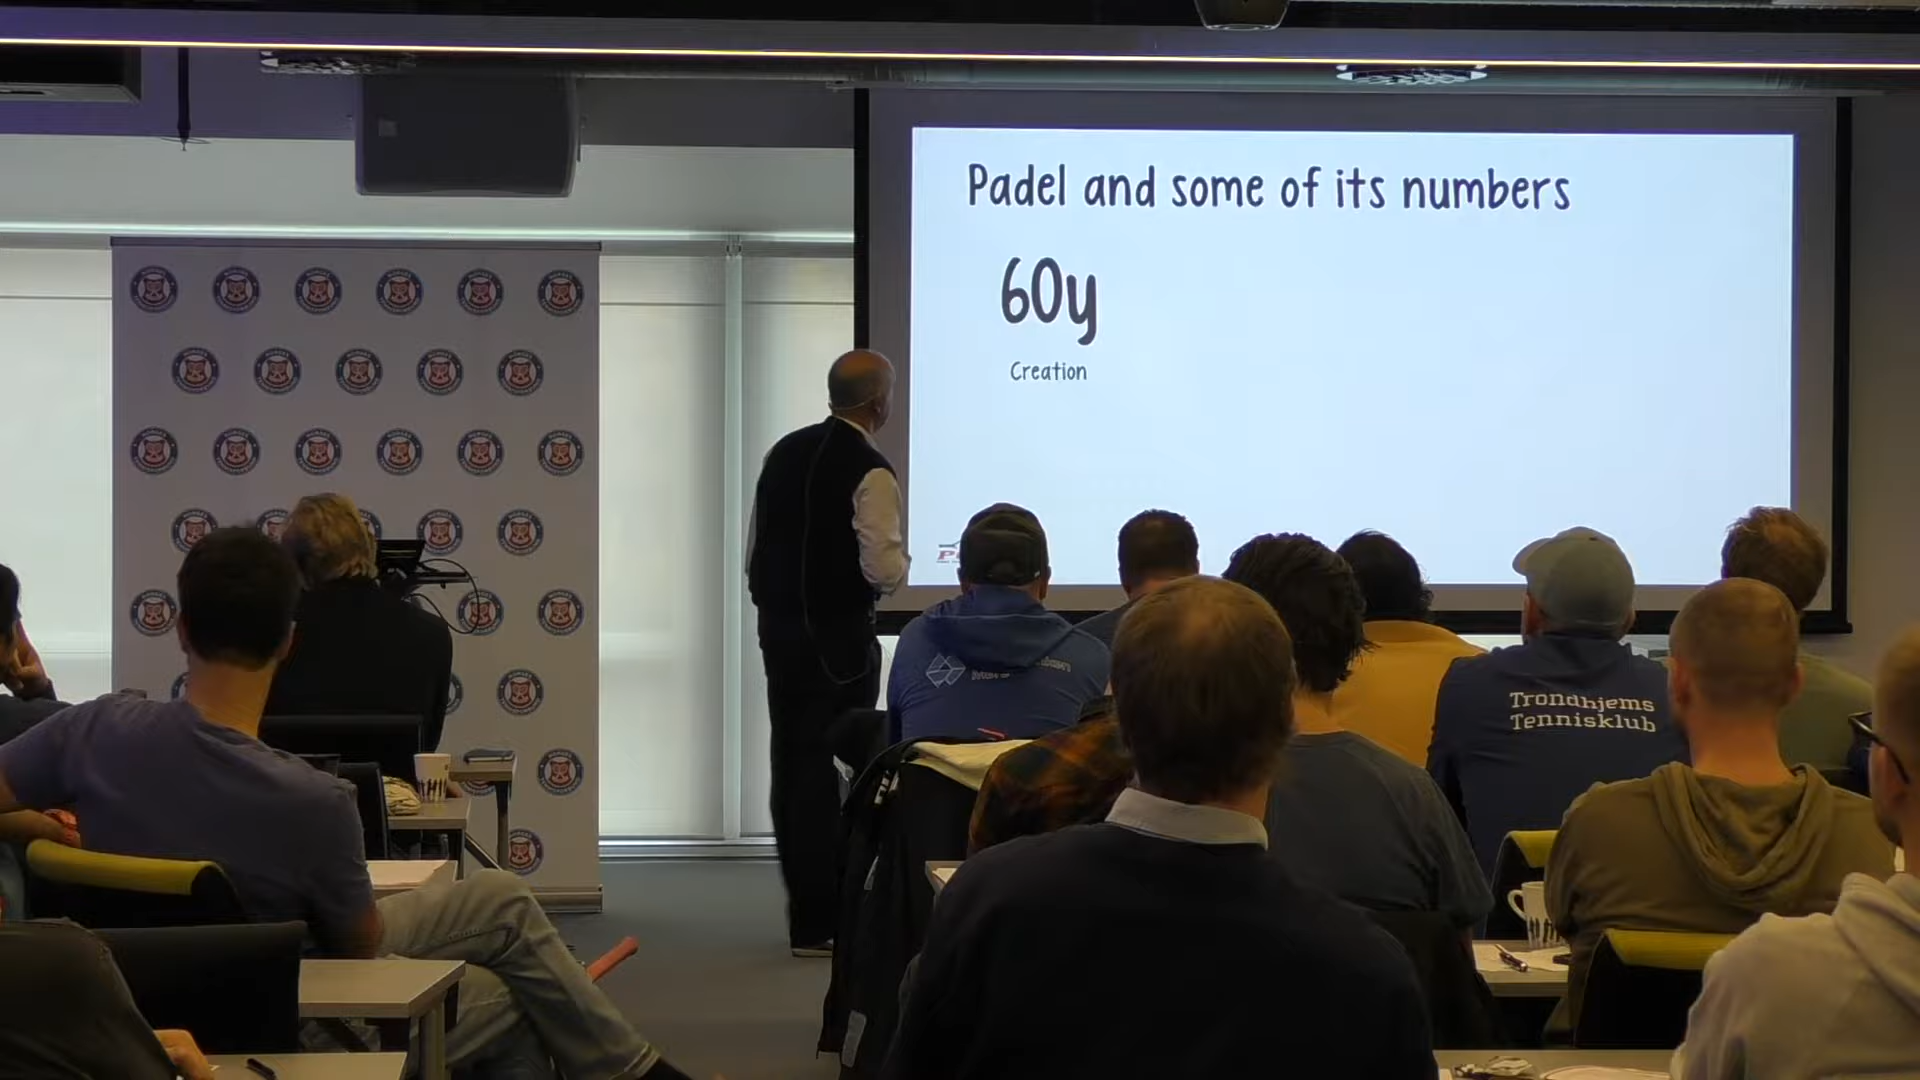 Padel and some of its numbers
60y
Creation
Trondhjems
Tennisklub